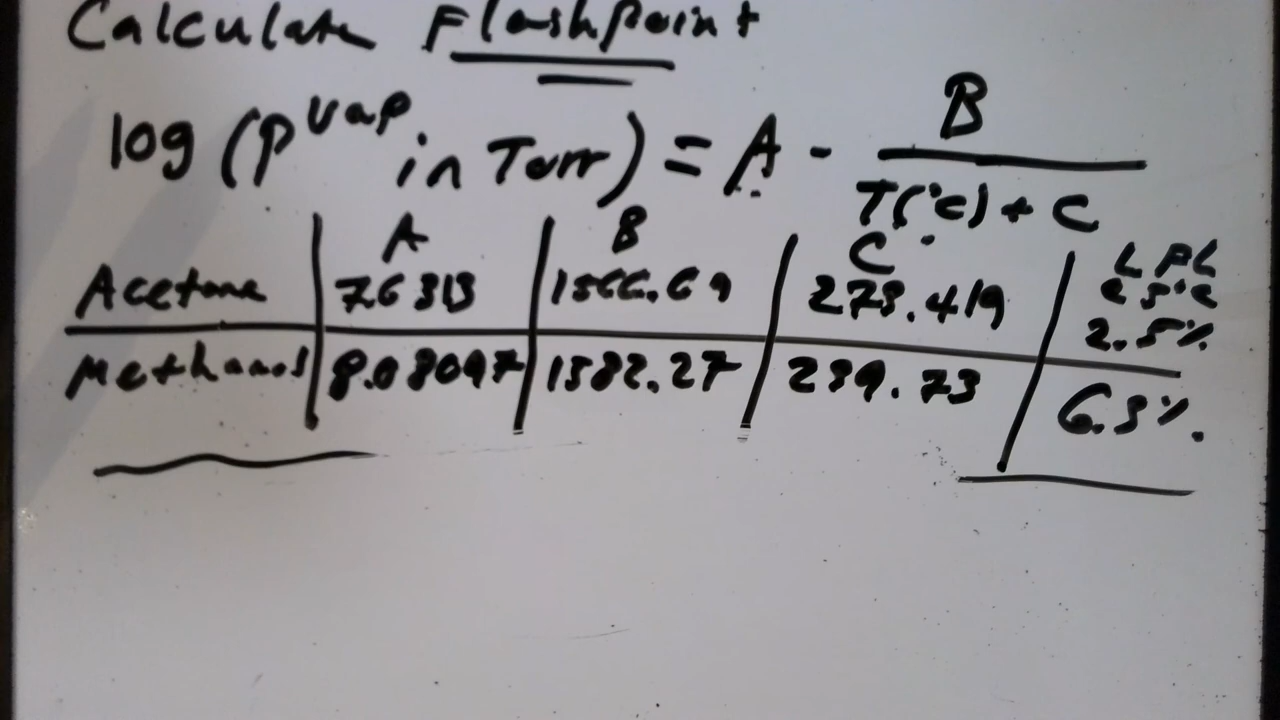 Calculate Flashpoint
log (P^vap in Torr) = A - B / T(°C) + C
A B C LFL
Acetone 7.6313 1566.69 273.419 @ 5°C 2.5%
Methanol 8.08097 1582.27 239.73 6.3%